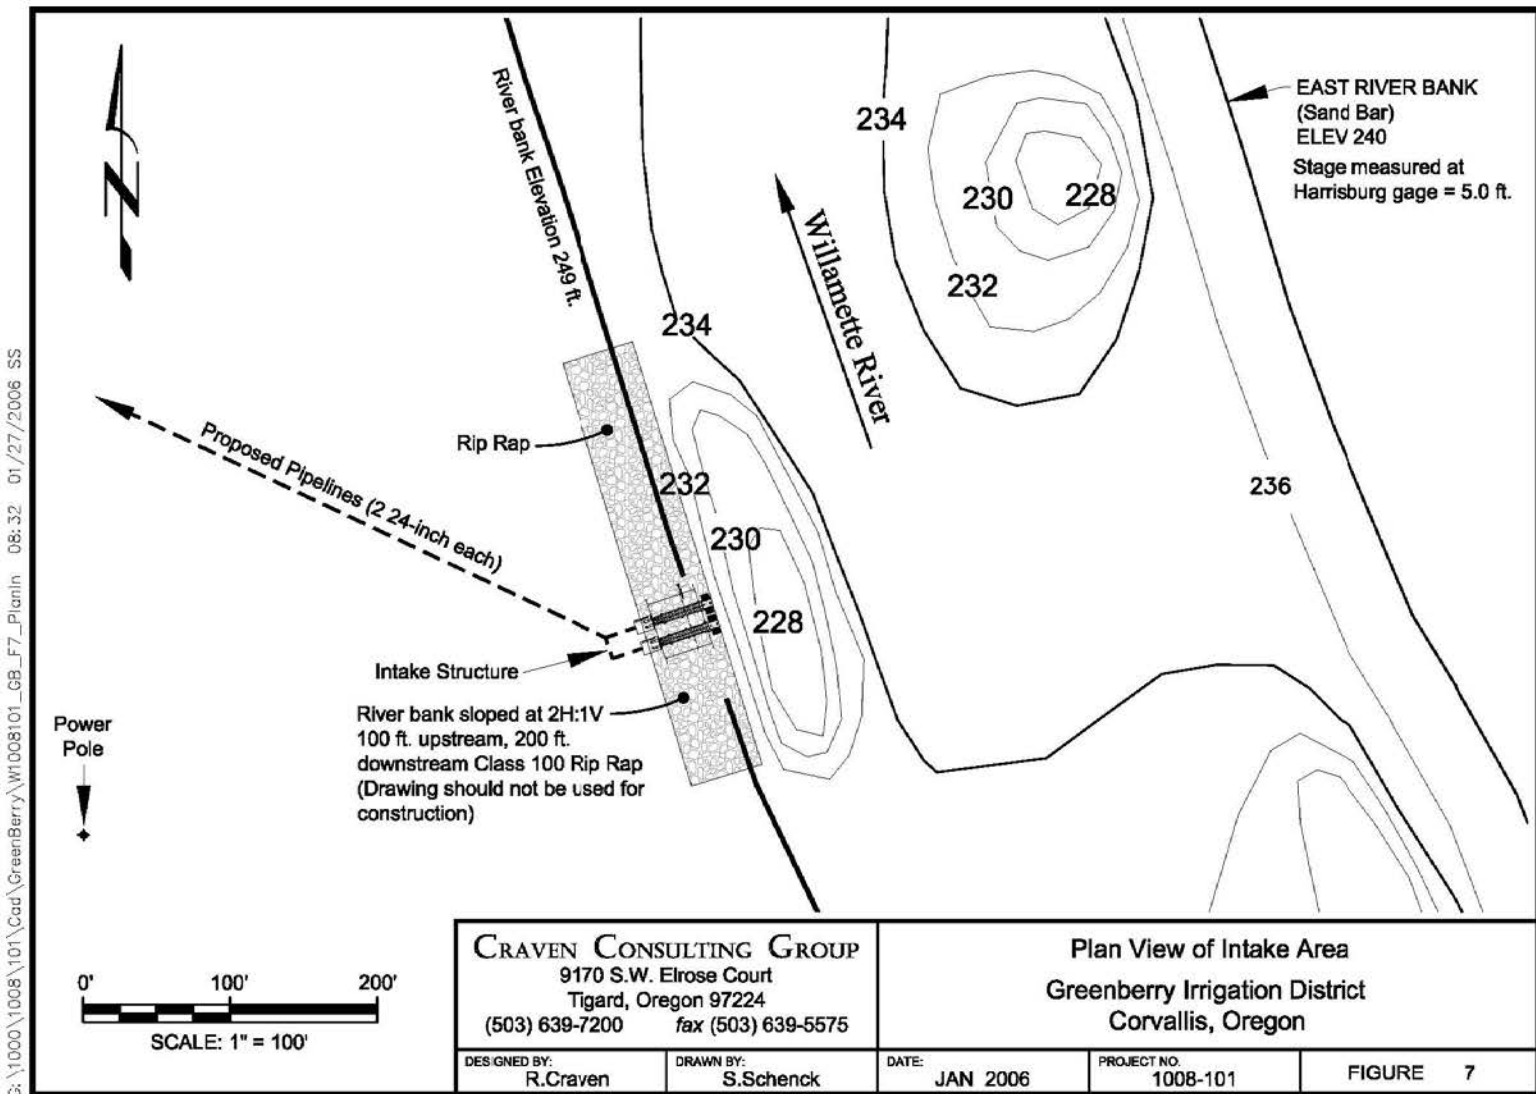 G:\1000\1008\101\Cad\GreenBerry\W1008101_GB_F7_PlanIn 08:32 01/27/2006 SS
N
River bank Elevation 249 ft.
234
234
230
228
232
Willamette River
EAST RIVER BANK
(Sand Bar)
ELEV 240
Stage measured at
Harrisburg gage = 5.0 ft.
Proposed Pipelines (2 24-inch each)
Rip Rap
232
230
228
236
Intake Structure
River bank sloped at 2H:1V
100 ft. upstream, 200 ft.
downstream Class 100 Rip Rap
(Drawing should not be used for
construction)
Power
Pole
0' 100' 200'
SCALE: 1" = 100'
CRAVEN CONSULTING GROUP
9170 S.W. Elrose Court
Tigard, Oregon 97224
(503) 639-7200 fax (503) 639-5575
Plan View of Intake Area
Greenberry Irrigation District
Corvallis, Oregon
DESIGNED BY:
R.Craven
DRAWN BY:
S.Schenck
DATE:
JAN 2006
PROJECT NO.
1008-101
FIGURE 7